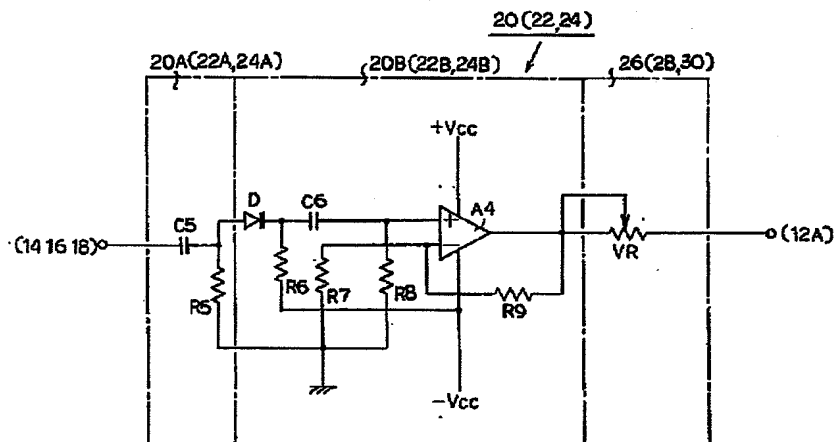 20(22,24)
20A(22A,24A)
20B(22B,24B)
26(28,30)
+Vcc
D
C6
A4
+
C5
(14 16 18)
(12A)
−
VR
R5
R6
R7
R8
R9
−Vcc